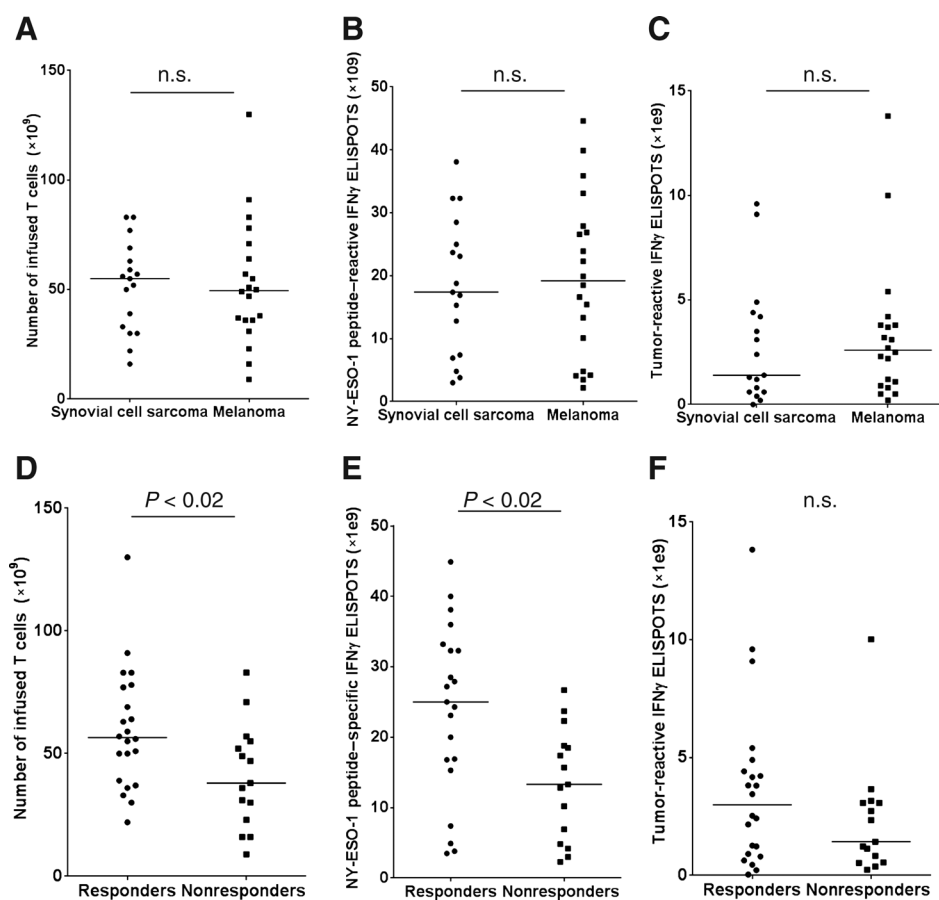 A
n.s.
Number of infused T cells (×10⁹)
150
100
50
0
Synovial cell sarcoma Melanoma
B
n.s.
NY-ESO-1 peptide–reactive IFNγ ELISPOTS (×109)
50
40
30
20
10
0
Synovial cell sarcoma Melanoma
C
n.s.
Tumor-reactive IFNγ ELISPOTS (×1e9)
15
10
5
0
Synovial cell sarcoma Melanoma
D
P < 0.02
Number of infused T cells (×10⁹)
150
100
50
0
Responders Nonresponders
E
P < 0.02
NY-ESO-1 peptide–specific IFNγ ELISPOTS (×1e9)
50
40
30
20
10
0
Responders Nonresponders
F
n.s.
Tumor-reactive IFNγ ELISPOTS (×1e9)
15
10
5
0
Responders Nonresponders